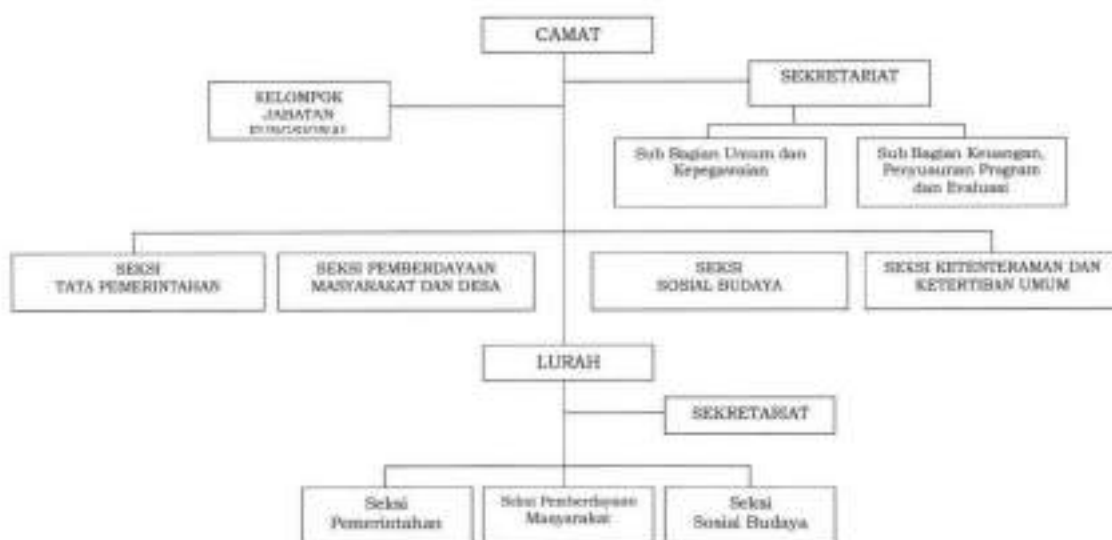 CAMAT
SEKRETARIAT
KELOMPOK
JABATAN
Sub Bagian Umum dan
Kepegawaian
Sub Bagian Keuangan,
Penyusunan Program
dan Evaluasi
SEKSI
TATA PEMERINTAHAN
SEKSI PEMBERDAYAAN
MASYARAKAT DAN DESA
SEKSI
SOSIAL BUDAYA
SEKSI KETENTERAMAN DAN
KETERTIBAN UMUM
LURAH
SEKRETARIAT
Seksi
Pemerintahan
Seksi Pemberdayaan
Masyarakat
Seksi
Sosial Budaya